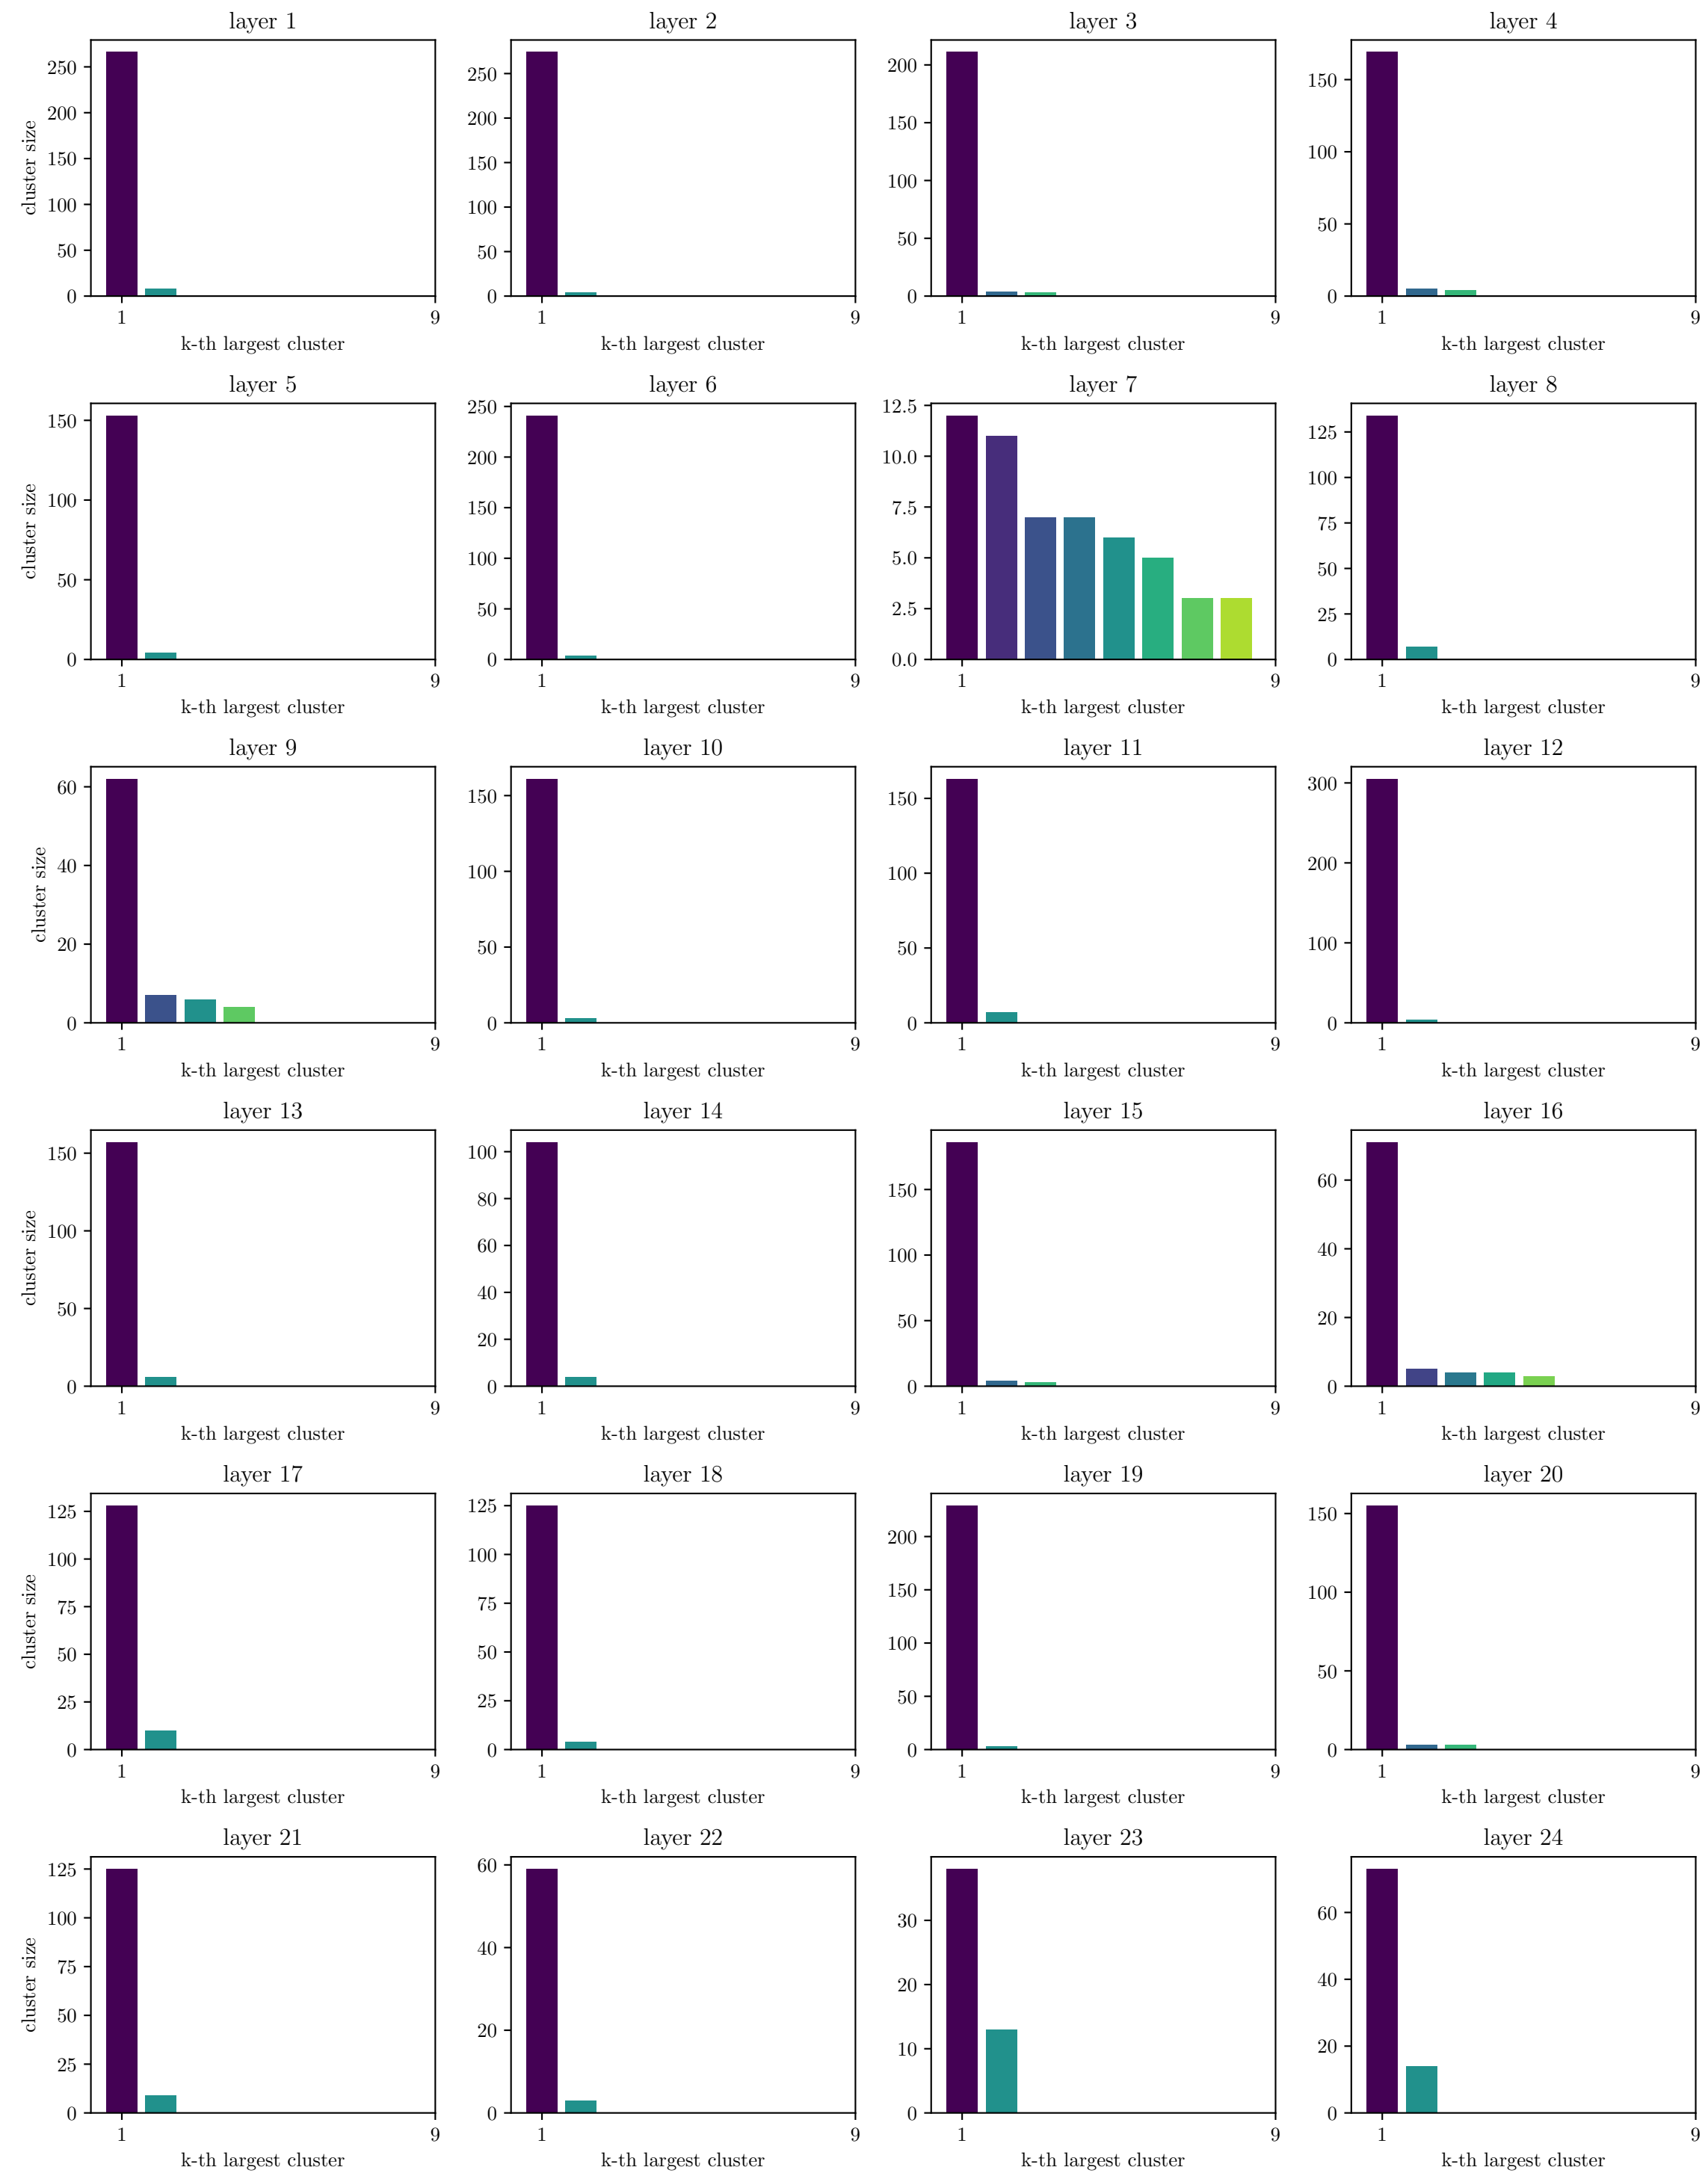 layer 1
250
200
150
100
50
0
cluster size
1 9
k-th largest cluster
layer 2
250
200
150
100
50
0
1 9
k-th largest cluster
layer 3
200
150
100
50
0
1 9
k-th largest cluster
layer 4
150
100
50
0
1 9
k-th largest cluster
layer 5
150
100
50
0
cluster size
1 9
k-th largest cluster
layer 6
250
200
150
100
50
0
1 9
k-th largest cluster
layer 7
12.5
10.0
7.5
5.0
2.5
0.0
1 9
k-th largest cluster
layer 8
125
100
75
50
25
0
1 9
k-th largest cluster
layer 9
60
40
20
0
cluster size
1 9
k-th largest cluster
layer 10
150
100
50
0
1 9
k-th largest cluster
layer 11
150
100
50
0
1 9
k-th largest cluster
layer 12
300
200
100
0
1 9
k-th largest cluster
layer 13
150
100
50
0
cluster size
1 9
k-th largest cluster
layer 14
100
80
60
40
20
0
1 9
k-th largest cluster
layer 15
150
100
50
0
1 9
k-th largest cluster
layer 16
60
40
20
0
1 9
k-th largest cluster
layer 17
125
100
75
50
25
0
cluster size
1 9
k-th largest cluster
layer 18
125
100
75
50
25
0
1 9
k-th largest cluster
layer 19
200
150
100
50
0
1 9
k-th largest cluster
layer 20
150
100
50
0
1 9
k-th largest cluster
layer 21
125
100
75
50
25
0
cluster size
1 9
k-th largest cluster
layer 22
60
40
20
0
1 9
k-th largest cluster
layer 23
30
20
10
0
1 9
k-th largest cluster
layer 24
60
40
20
0
1 9
k-th largest cluster